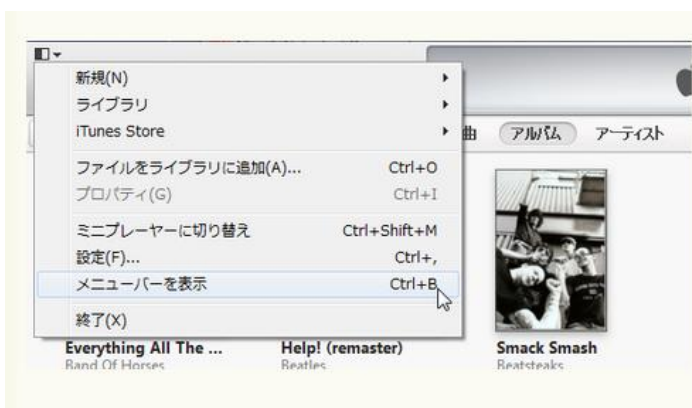 新規(N)
ライブラリ
iTunes Store
曲 アルバム アーティスト
ファイルをライブラリに追加(A)... Ctrl+O
プロパティ(G) Ctrl+I
ミニプレーヤーに切り替え Ctrl+Shift+M
設定(F)... Ctrl+,
メニューバーを表示 Ctrl+B
終了(X)
Everything All The ... Help! (remaster) Smack Smash
Band Of Horses Beatles Beatsteaks